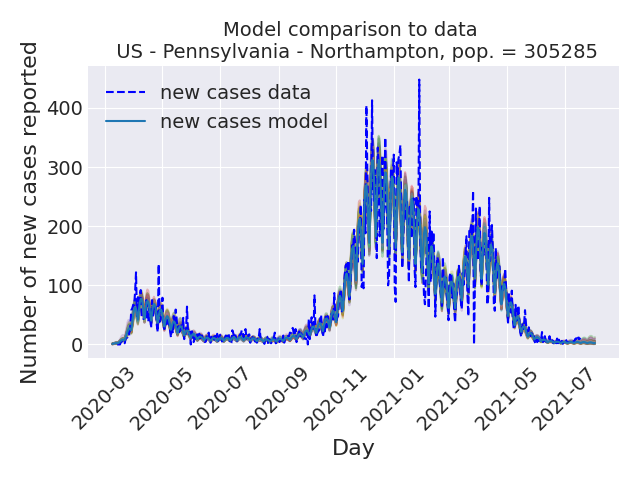 Model comparison to data
US - Pennsylvania - Northampton, pop. = 305285
Number of new cases reported
400
300
200
100
0
new cases data
new cases model
2020-03
2020-05
2020-07
2020-09
2020-11
2021-01
2021-03
2021-05
2021-07
Day